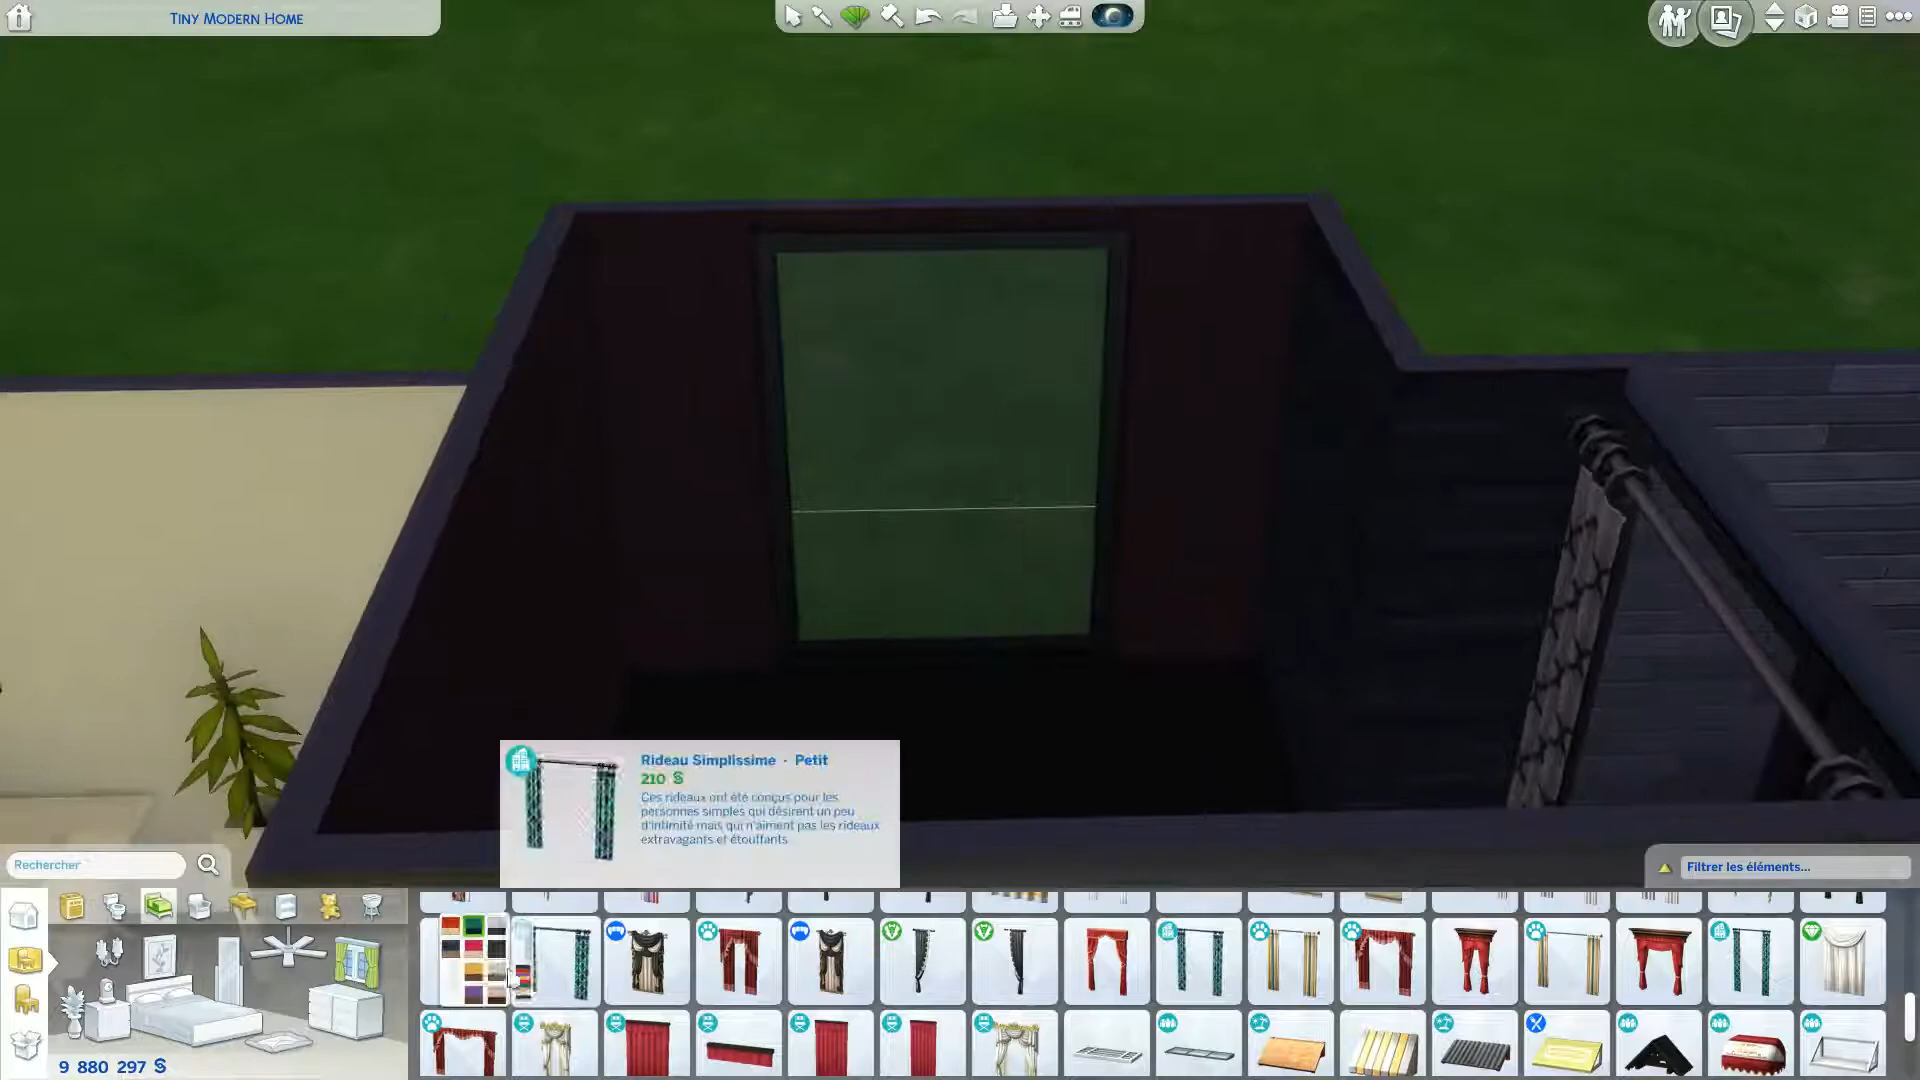 TINY MODERN HOME
Rideau Simplissime · Petit
210 §
Ces rideaux ont été conçus pour les
personnes simples qui désirent un peu
d'intimité mais qui n'aiment pas les rideaux
extravagants et étouffants
Rechercher
Filtrer les éléments...
9 880 297 §